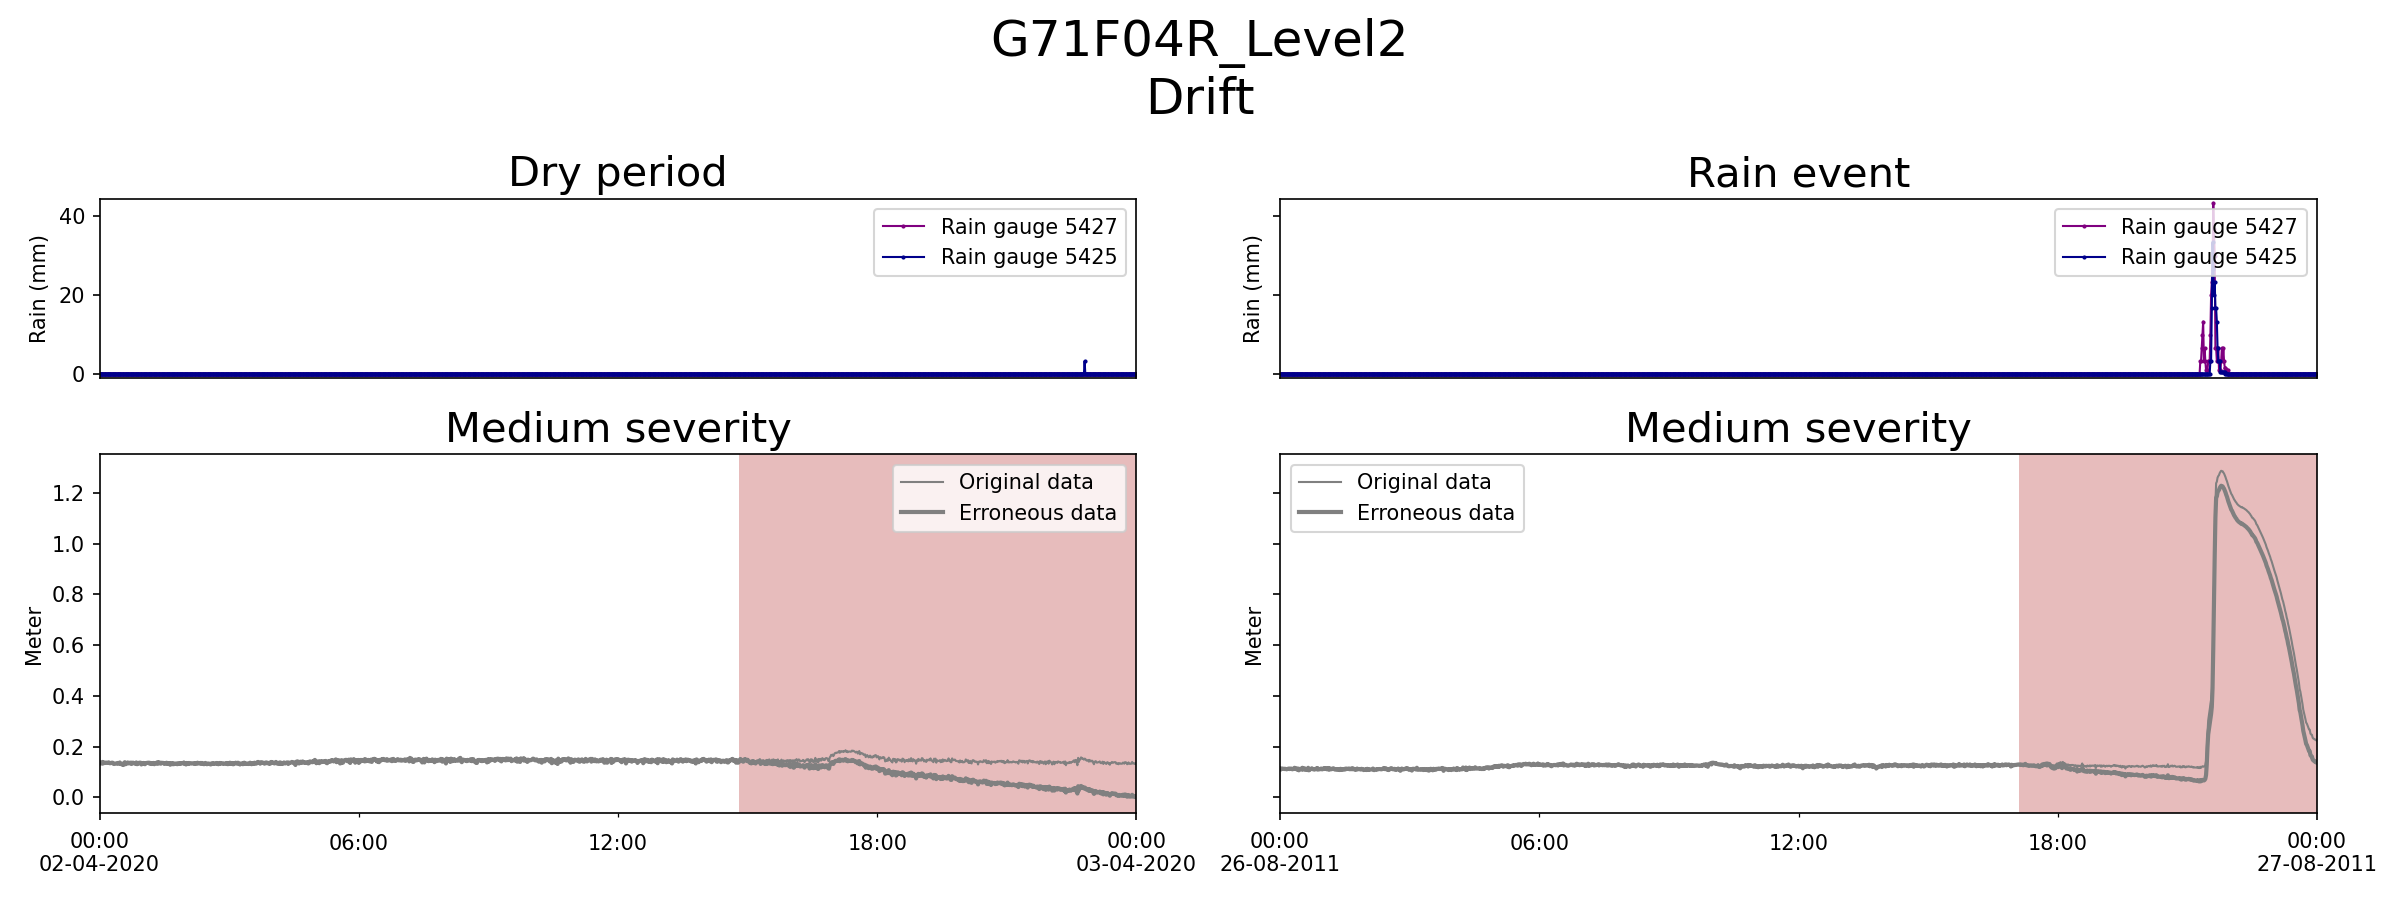 G71F04R_Level2
Drift
Dry period
Rain event
40
20
0
Rain (mm)
Rain gauge 5427
Rain gauge 5425
Rain (mm)
Rain gauge 5427
Rain gauge 5425
Medium severity
Medium severity
1.2
1.0
0.8
0.6
0.4
0.2
0.0
Meter
Original data
Erroneous data
Meter
Original data
Erroneous data
00:00
02-04-2020
06:00
12:00
18:00
00:00
03-04-2020
00:00
26-08-2011
06:00
12:00
18:00
00:00
27-08-2011